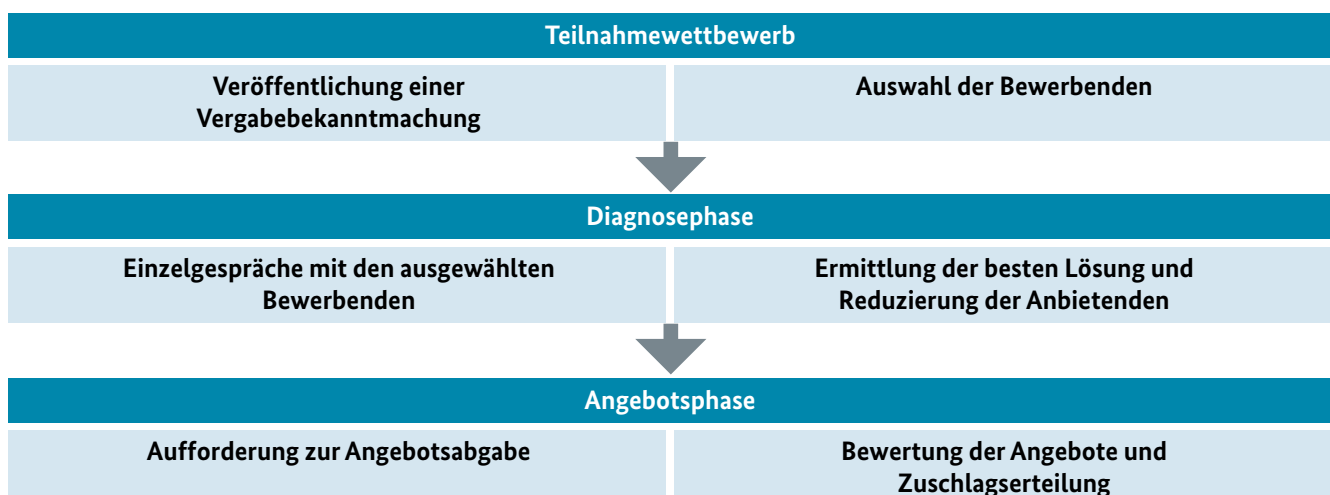 Teilnahmewettbewerb
Veröffentlichung einer
Vergabebekanntmachung
Auswahl der Bewerbenden
Diagnosephase
Einzelgespräche mit den ausgewählten
Bewerbenden
Ermittlung der besten Lösung und
Reduzierung der Anbietenden
Angebotsphase
Aufforderung zur Angebotsabgabe
Bewertung der Angebote und
Zuschlagserteilung